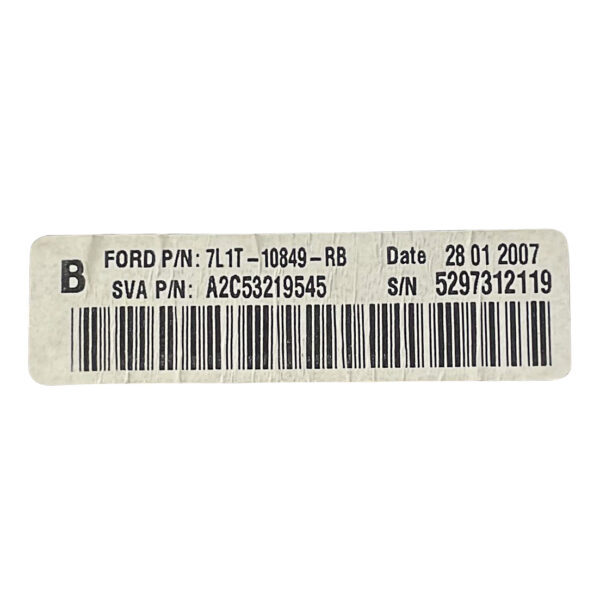 B FORD P/N: 7L1T-10849-RB Date 28 01 2007
SVA P/N: A2C53219545 S/N 5297312119